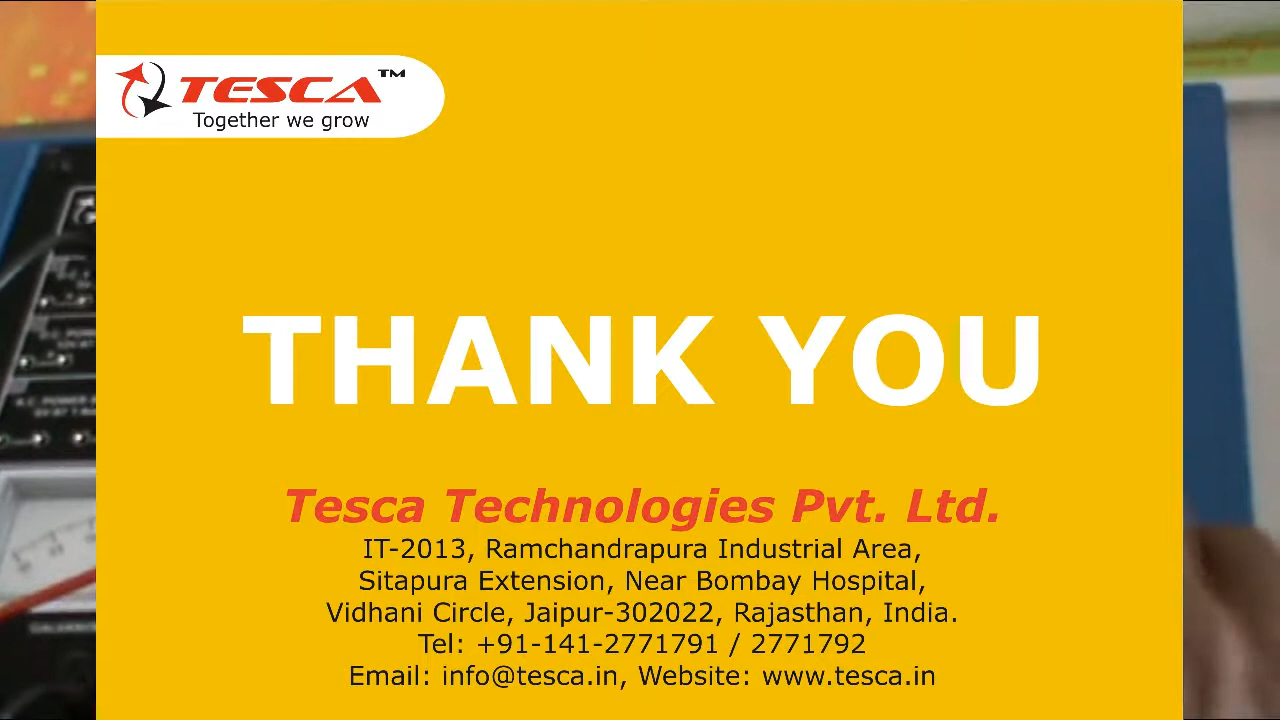 TESCA™
Together we grow
THANK YOU
Tesca Technologies Pvt. Ltd.
IT-2013, Ramchandrapura Industrial Area,
Sitapura Extension, Near Bombay Hospital,
Vidhani Circle, Jaipur-302022, Rajasthan, India.
Tel: +91-141-2771791 / 2771792
Email: info@tesca.in, Website: www.tesca.in